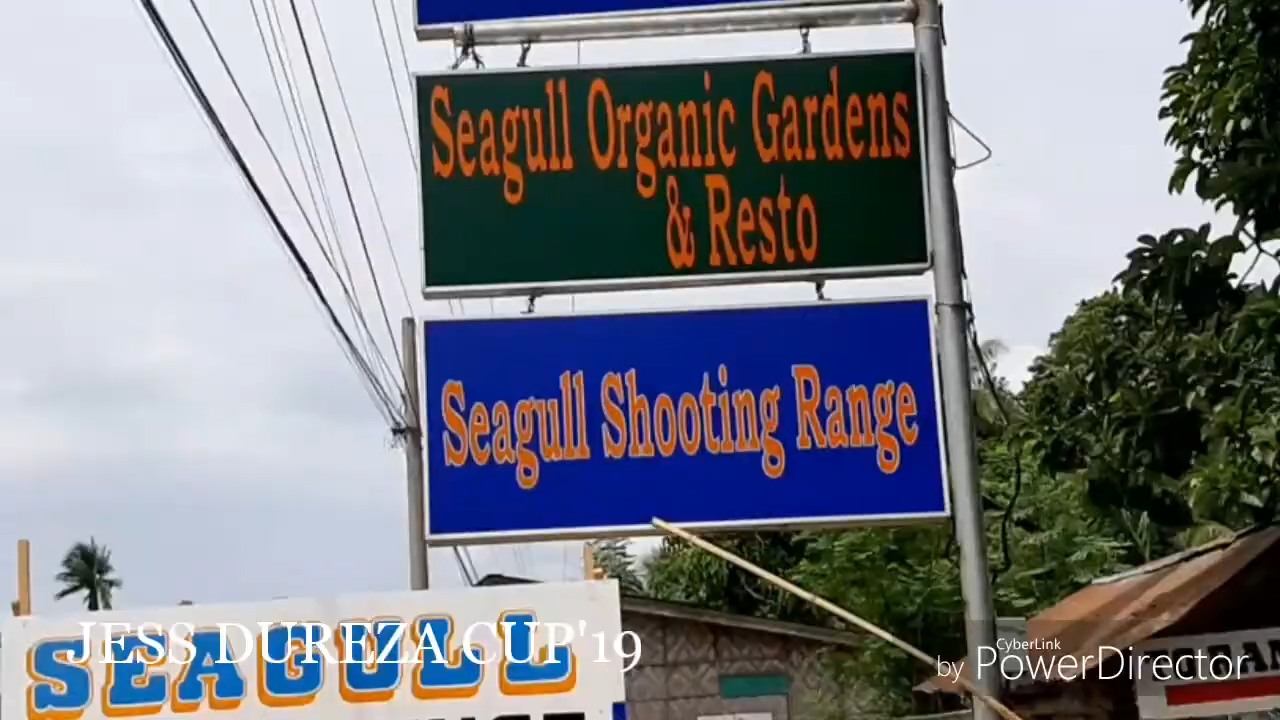 Seagull Organic Gardens
& Resto
Seagull Shooting Range
SEAGULL
JESS DUREZA CUP'19
CyberLink
by PowerDirector